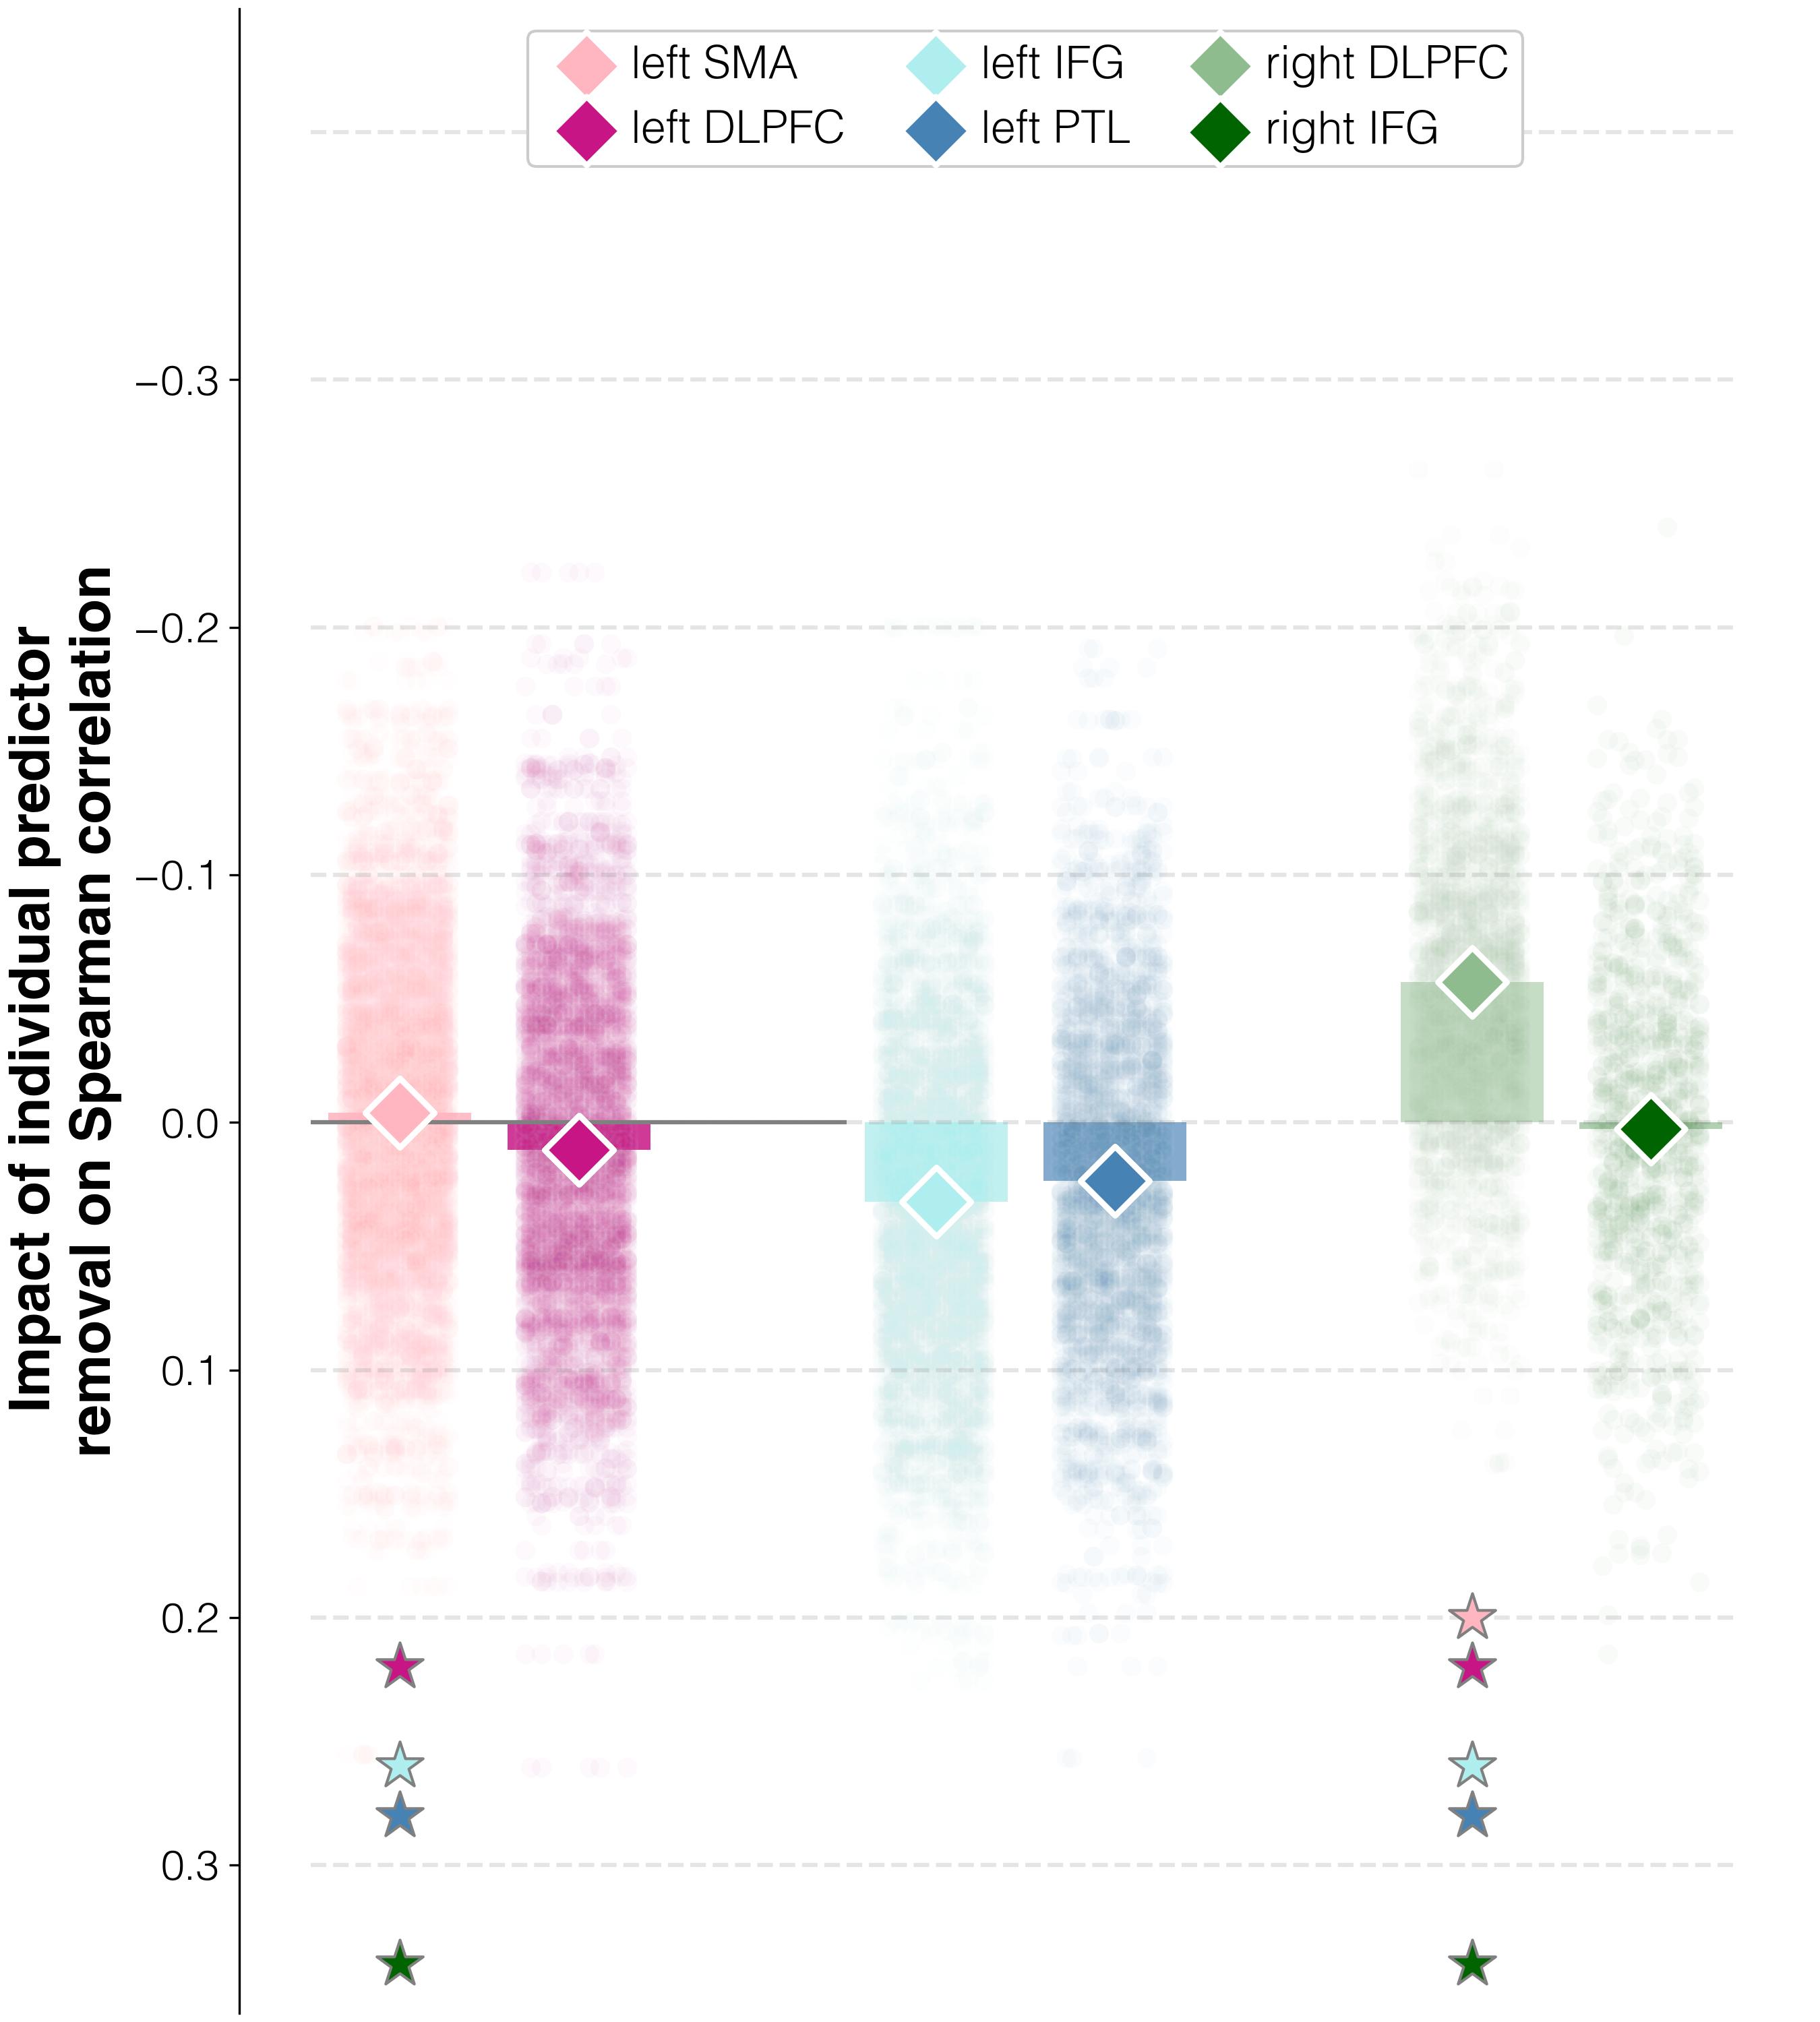 left SMA
left IFG
right DLPFC
left DLPFC
left PTL
right IFG
Impact of individual predictor
removal on Spearman correlation
−0.3
−0.2
−0.1
0.0
0.1
0.2
0.3